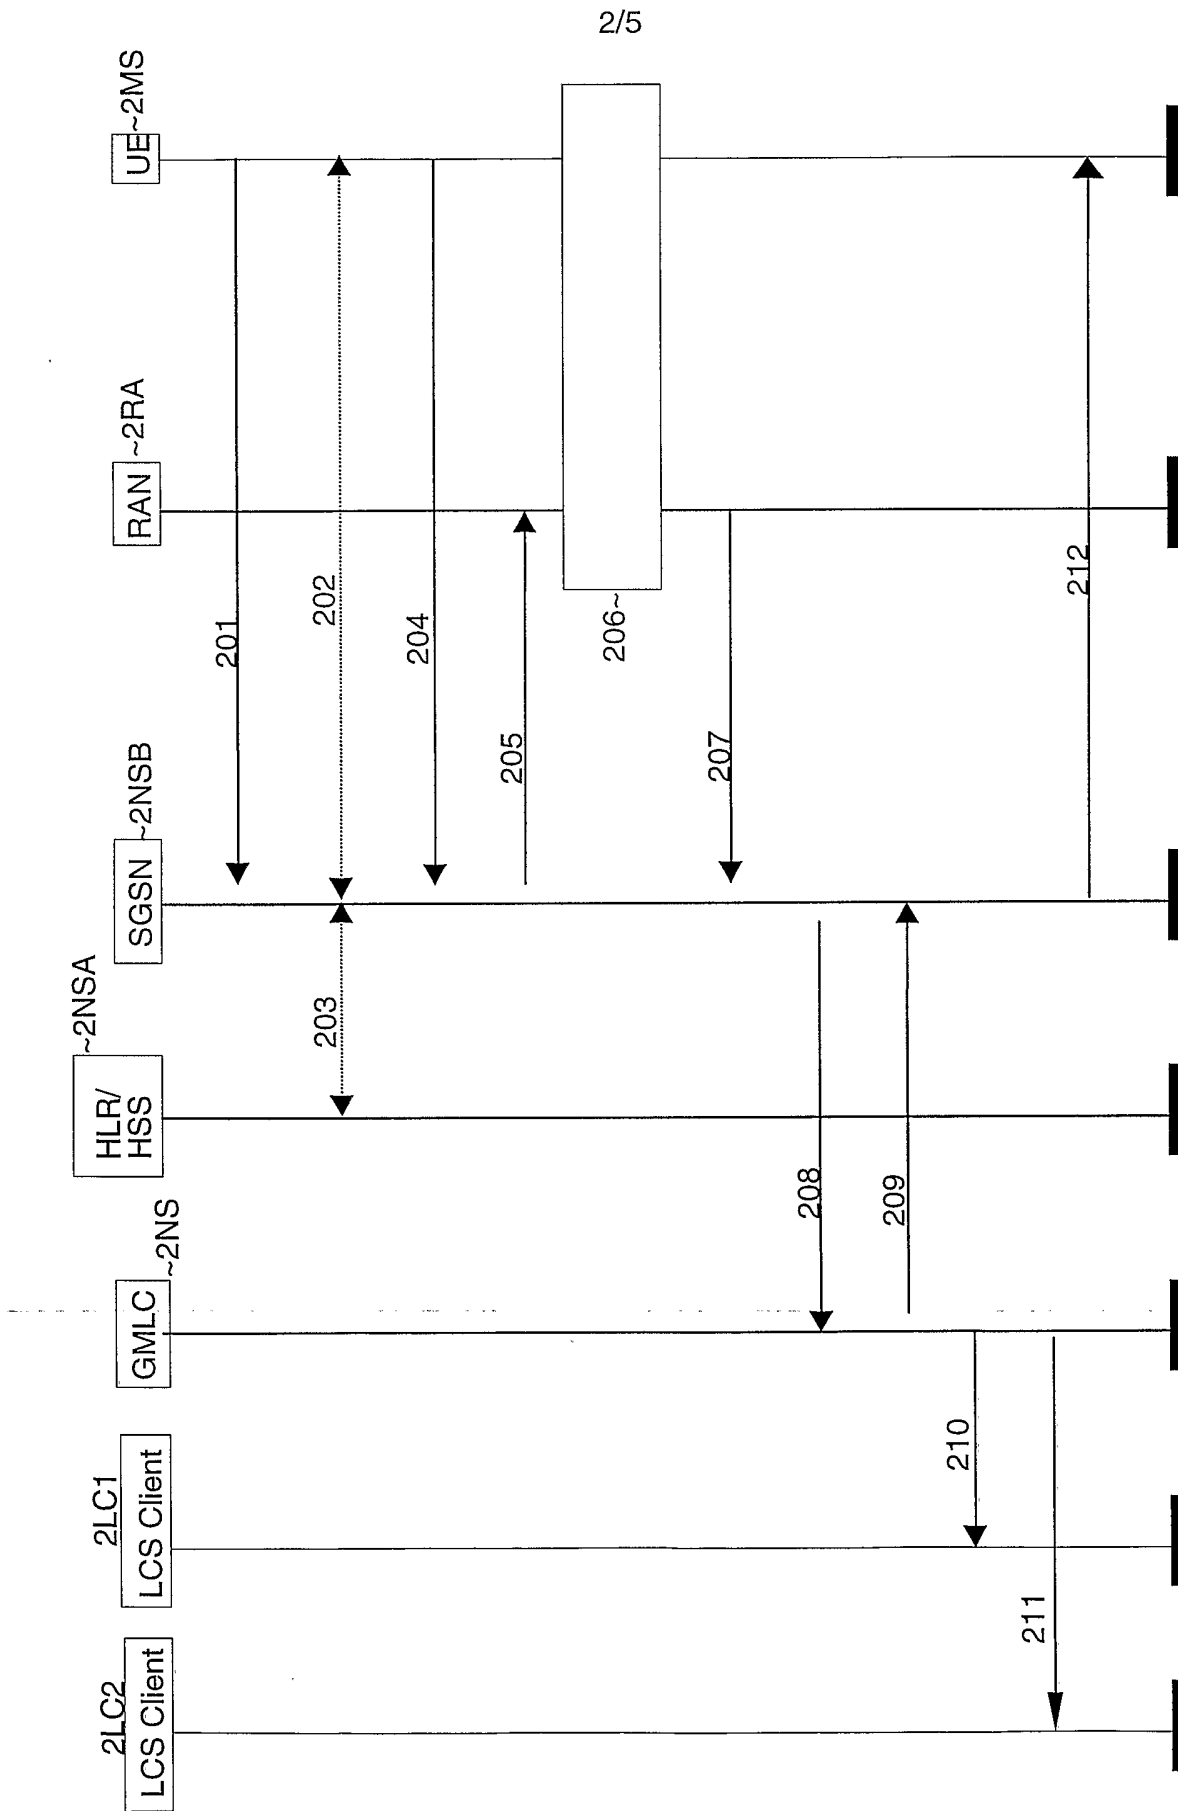 2/5
2LC2
LCS Client
2LC1
LCS Client
GMLC
~2NS
HLR/
HSS
~2NSA
SGSN
~2NSB
RAN
~2RA
UE
~2MS
201
202
203
204
205
206~
207
208
209
210
211
212